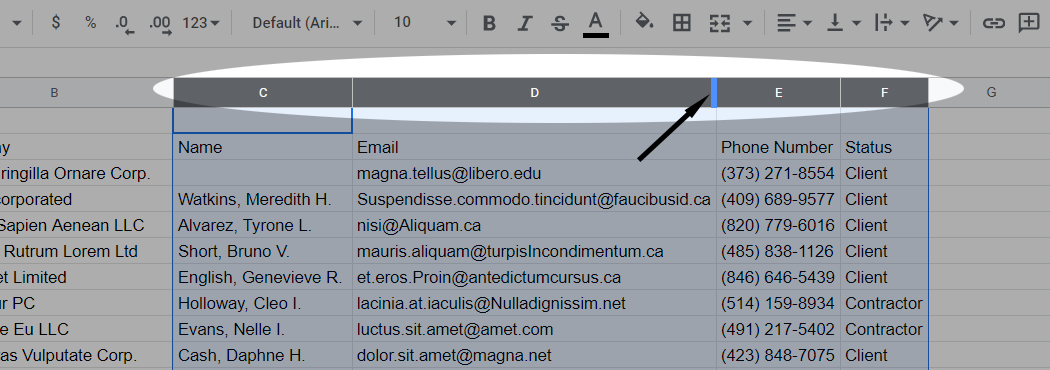 $ % .0 .00 123 Default (Ari... 10 B I S A
B C D E F G
y Name Email Phone Number Status
ringilla Ornare Corp. magna.tellus@libero.edu (373) 271-8554 Client
corporated Watkins, Meredith H. Suspendisse.commodo.tincidunt@faucibusid.ca (409) 689-9577 Client
Sapien Aenean LLC Alvarez, Tyrone L. nisi@Aliquam.ca (820) 779-6016 Client
Rutrum Lorem Ltd Short, Bruno V. mauris.aliquam@turpisIncondimentum.ca (485) 838-1126 Client
et Limited English, Genevieve R. et.eros.Proin@antedictumcursus.ca (846) 646-5439 Client
ur PC Holloway, Cleo I. lacinia.at.iaculis@Nulladignissim.net (514) 159-8934 Contractor
e Eu LLC Evans, Nelle I. luctus.sit.amet@amet.com (491) 217-5402 Contractor
ras Vulputate Corp. Cash, Daphne H. dolor.sit.amet@magna.net (423) 848-7075 Client